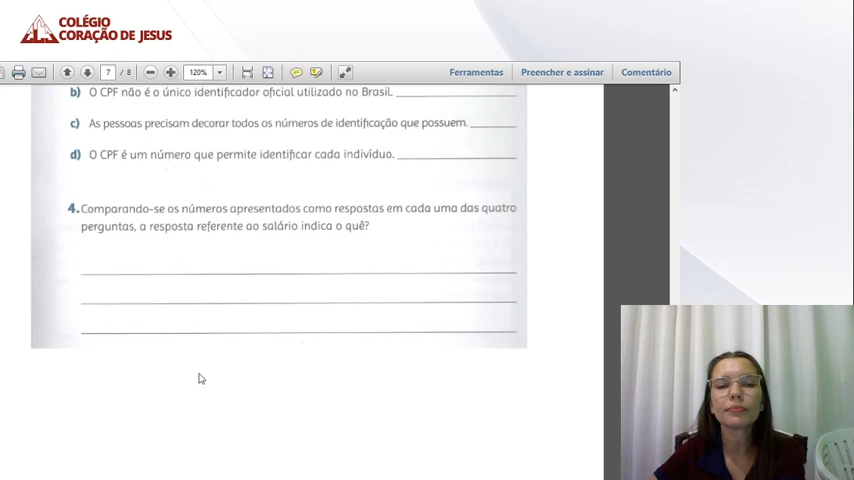 COLÉGIO
CORAÇÃO DE JESUS
7 / 8 120% Ferramentas Preencher e assinar Comentário
b) O CPF não é o único identificador oficial utilizado no Brasil.
c) As pessoas precisam decorar todos os números de identificação que possuem.
d) O CPF é um número que permite identificar cada indivíduo.
4. Comparando-se os números apresentados como respostas em cada uma das quatro
perguntas, a resposta referente ao salário indica o quê?